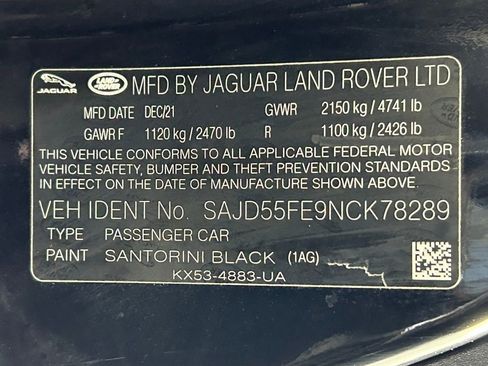 JAGUAR LAND ROVER MFD BY JAGUAR LAND ROVER LTD
MFD DATE DEC/21 GVWR 2150 kg / 4741 lb
GAWR F 1120 kg / 2470 lb R 1100 kg / 2426 lb
THIS VEHICLE CONFORMS TO ALL APPLICABLE FEDERAL MOTOR
VEHICLE SAFETY, BUMPER AND THEFT PREVENTION STANDARDS
IN EFFECT ON THE DATE OF MANUFACTURE SHOWN ABOVE.
VEH IDENT No. SAJD55FE9NCK78289
TYPE PASSENGER CAR
PAINT SANTORINI BLACK (1AG)
KX53-4883-UA